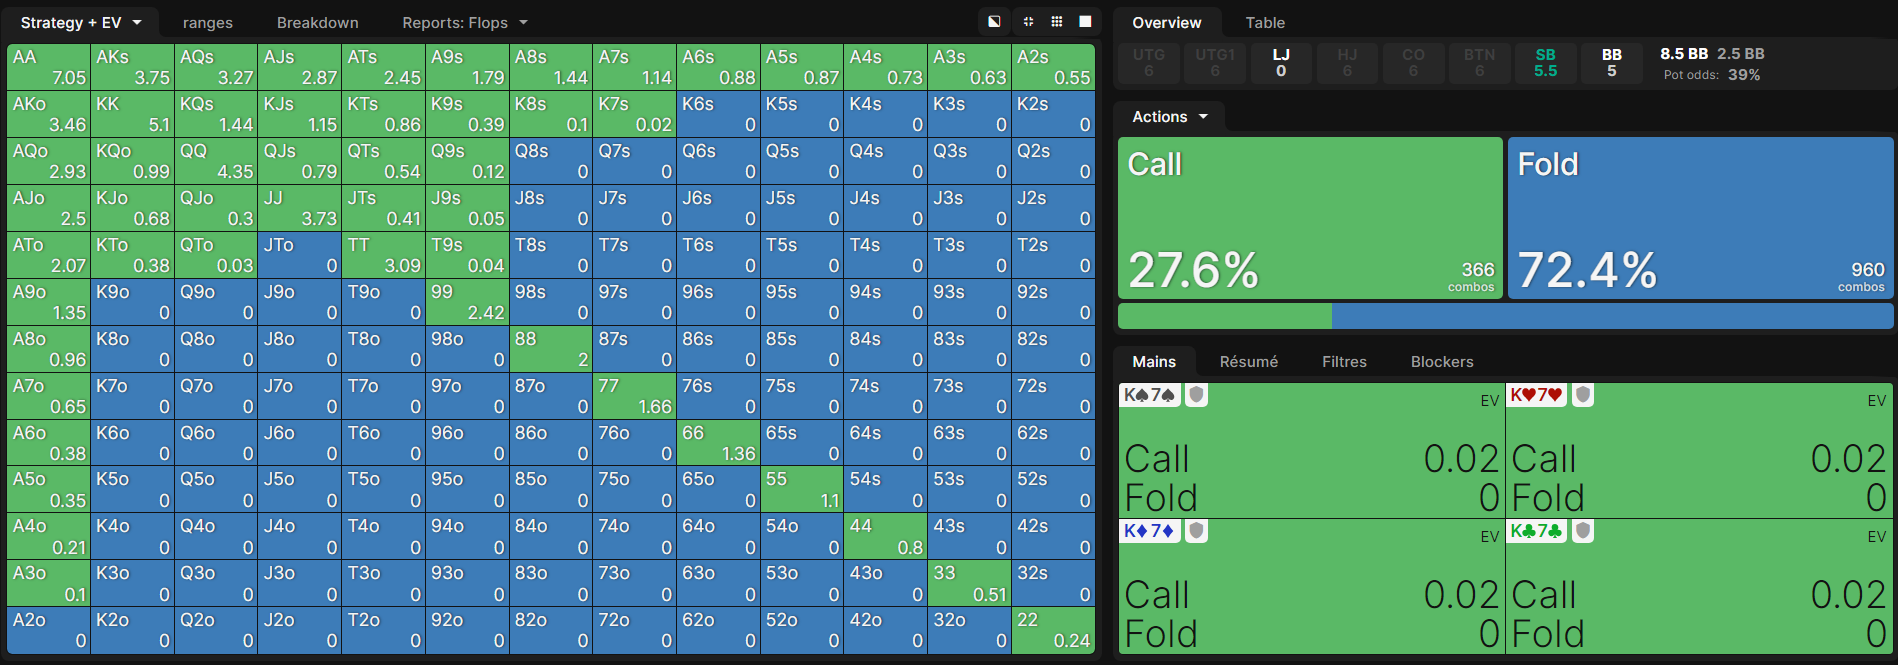 Strategy + EV ranges Breakdown Reports: Flops
AA AKs AQs AJs ATs A9s A8s A7s A6s A5s A4s A3s A2s
7.05 3.75 3.27 2.87 2.45 1.79 1.44 1.14 0.88 0.87 0.73 0.63 0.55
AKo KK KQs KJs KTs K9s K8s K7s K6s K5s K4s K3s K2s
3.46 5.1 1.44 1.15 0.86 0.39 0.1 0.02 0 0 0 0 0
AQo KQo QQ QJs QTs Q9s Q8s Q7s Q6s Q5s Q4s Q3s Q2s
2.93 0.99 4.35 0.79 0.54 0.12 0 0 0 0 0 0 0
AJo KJo QJo JJ JTs J9s J8s J7s J6s J5s J4s J3s J2s
2.5 0.68 0.3 3.73 0.41 0.05 0 0 0 0 0 0 0
ATo KTo QTo JTo TT T9s T8s T7s T6s T5s T4s T3s T2s
2.07 0.38 0.03 0 3.09 0.04 0 0 0 0 0 0 0
A9o K9o Q9o J9o T9o 99 98s 97s 96s 95s 94s 93s 92s
1.35 0 0 0 0 2.42 0 0 0 0 0 0 0
A8o K8o Q8o J8o T8o 98o 88 87s 86s 85s 84s 83s 82s
0.96 0 0 0 0 0 2 0 0 0 0 0 0
A7o K7o Q7o J7o T7o 97o 87o 77 76s 75s 74s 73s 72s
0.65 0 0 0 0 0 0 1.66 0 0 0 0 0
A6o K6o Q6o J6o T6o 96o 86o 76o 66 65s 64s 63s 62s
0.38 0 0 0 0 0 0 0 1.36 0 0 0 0
A5o K5o Q5o J5o T5o 95o 85o 75o 65o 55 54s 53s 52s
0.35 0 0 0 0 0 0 0 0 1.1 0 0 0
A4o K4o Q4o J4o T4o 94o 84o 74o 64o 54o 44 43s 42s
0.21 0 0 0 0 0 0 0 0 0 0.8 0 0
A3o K3o Q3o J3o T3o 93o 83o 73o 63o 53o 43o 33 32s
0.1 0 0 0 0 0 0 0 0 0 0 0.51 0
A2o K2o Q2o J2o T2o 92o 82o 72o 62o 52o 42o 32o 22
0 0 0 0 0 0 0 0 0 0 0 0 0.24
Overview Table
UTG UTG1 LJ HJ CO BTN SB BB 8.5 BB 2.5 BB
6 6 0 6 6 6 5.5 5 Pot odds: 39%
Actions
Call Fold
27.6% 366 combos 72.4% 960 combos
Mains Résumé Filtres Blockers
K♠7♠ EV K♥7♥ EV
Call 0.02 Call 0.02
Fold 0 Fold 0
K♦7♦ EV K♣7♣ EV
Call 0.02 Call 0.02
Fold 0 Fold 0